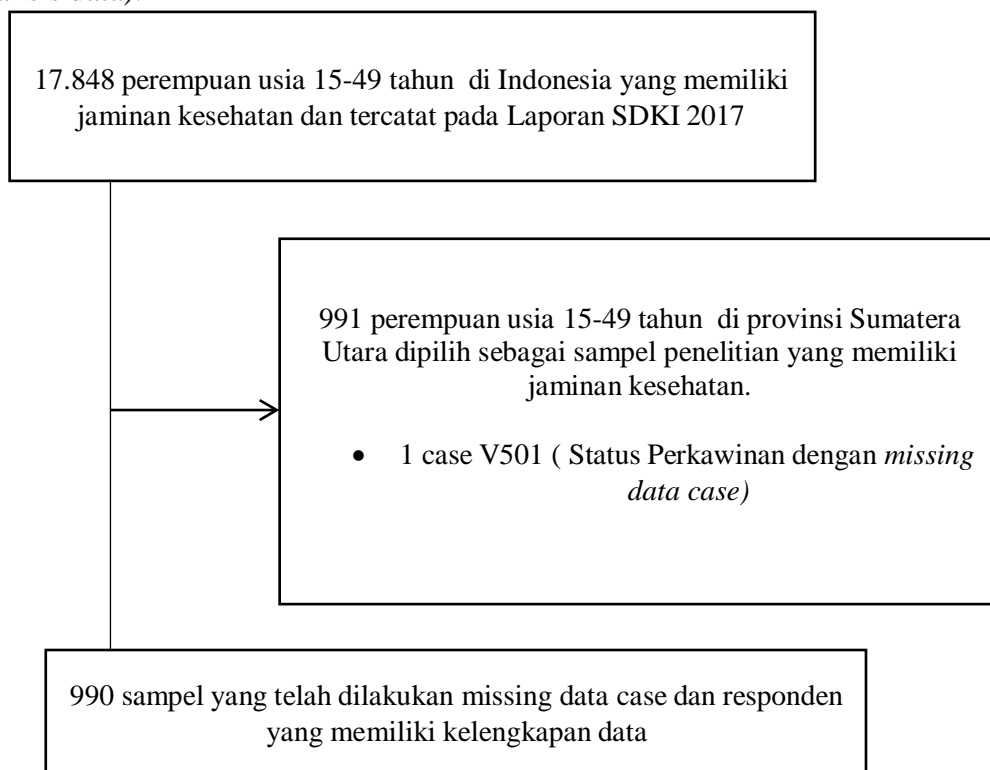 17.848 perempuan usia 15-49 tahun di Indonesia yang memiliki
jaminan kesehatan dan tercatat pada Laporan SDKI 2017
991 perempuan usia 15-49 tahun di provinsi Sumatera
Utara dipilih sebagai sampel penelitian yang memiliki
jaminan kesehatan.
• 1 case V501 ( Status Perkawinan dengan missing
data case)
990 sampel yang telah dilakukan missing data case dan responden
yang memiliki kelengkapan data